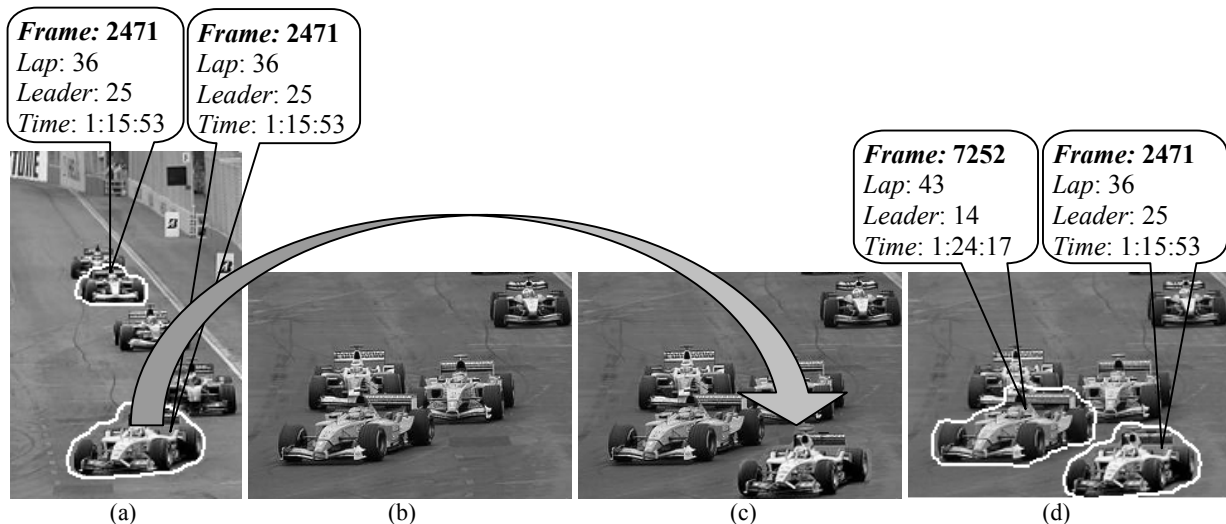 Frame: 2471
Lap: 36
Leader: 25
Time: 1:15:53
Frame: 2471
Lap: 36
Leader: 25
Time: 1:15:53
Frame: 7252
Lap: 43
Leader: 14
Time: 1:24:17
Frame: 2471
Lap: 36
Leader: 25
Time: 1:15:53
(a)
(b)
(c)
(d)